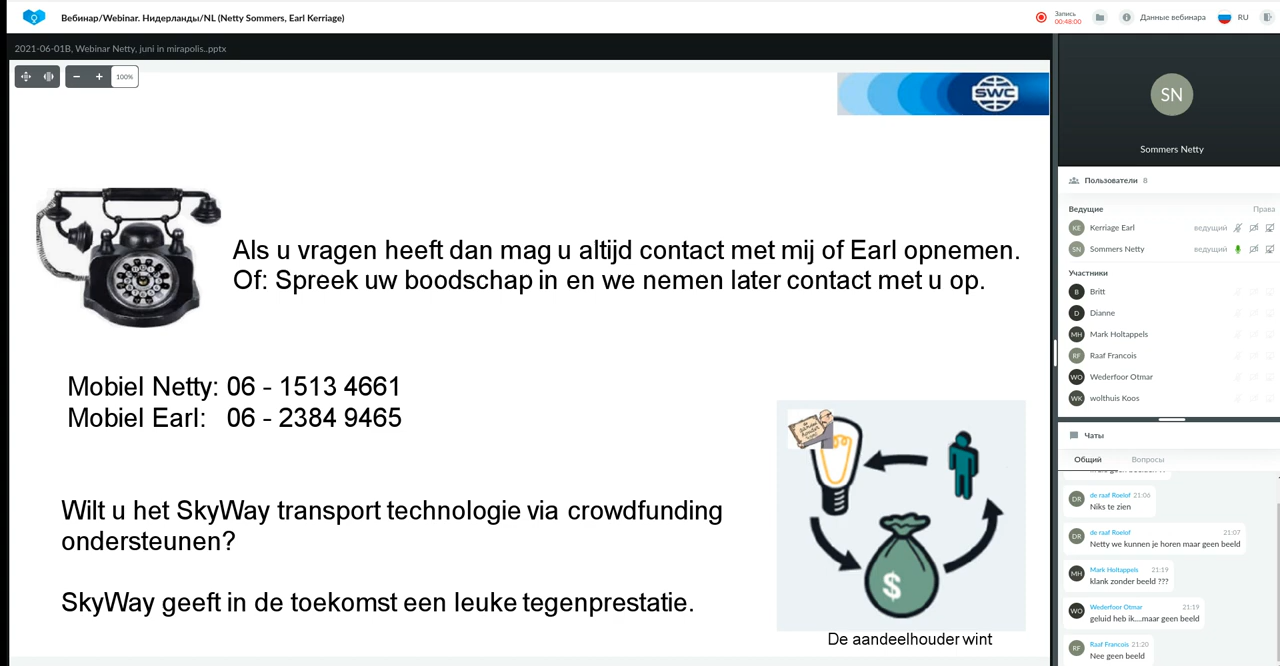 Вебинар/Webinar. Нидерланды/NL (Netty Sommers, Earl Kerriage)
Запись
00:48:00
Данные вебинара
RU
2021-06-01B, Webinar Netty, juni in mirapolis..pptx
100%
SWC
Als u vragen heeft dan mag u altijd contact met mij of Earl opnemen.
Of: Spreek uw boodschap in en we nemen later contact met u op.
Mobiel Netty: 06 - 1513 4661
Mobiel Earl: 06 - 2384 9465
Wilt u het SkyWay transport technologie via crowdfunding
ondersteunen?
SkyWay geeft in de toekomst een leuke tegenprestatie.
$
De aandeelhouder wint
SN
Sommers Netty
Пользователи 8
Ведущие Права
KE Kerriage Earl ведущий
SN Sommers Netty ведущий
Участники
B Britt
D Dianne
MH Mark Holtappels
RF Raaf Francois
WO Wederfoor Otmar
WK wolthuis Koos
Чаты
Общий Вопросы
DR de raaf Roelof 21:06
Niks te zien
DR de raaf Roelof 21:07
Netty we kunnen je horen maar geen beeld
MH Mark Holtappels 21:19
klank zonder beeld ???
WO Wederfoor Otmar 21:19
geluid heb ik....maar geen beeld
RF Raaf Francois 21:20
Nee geen beeld